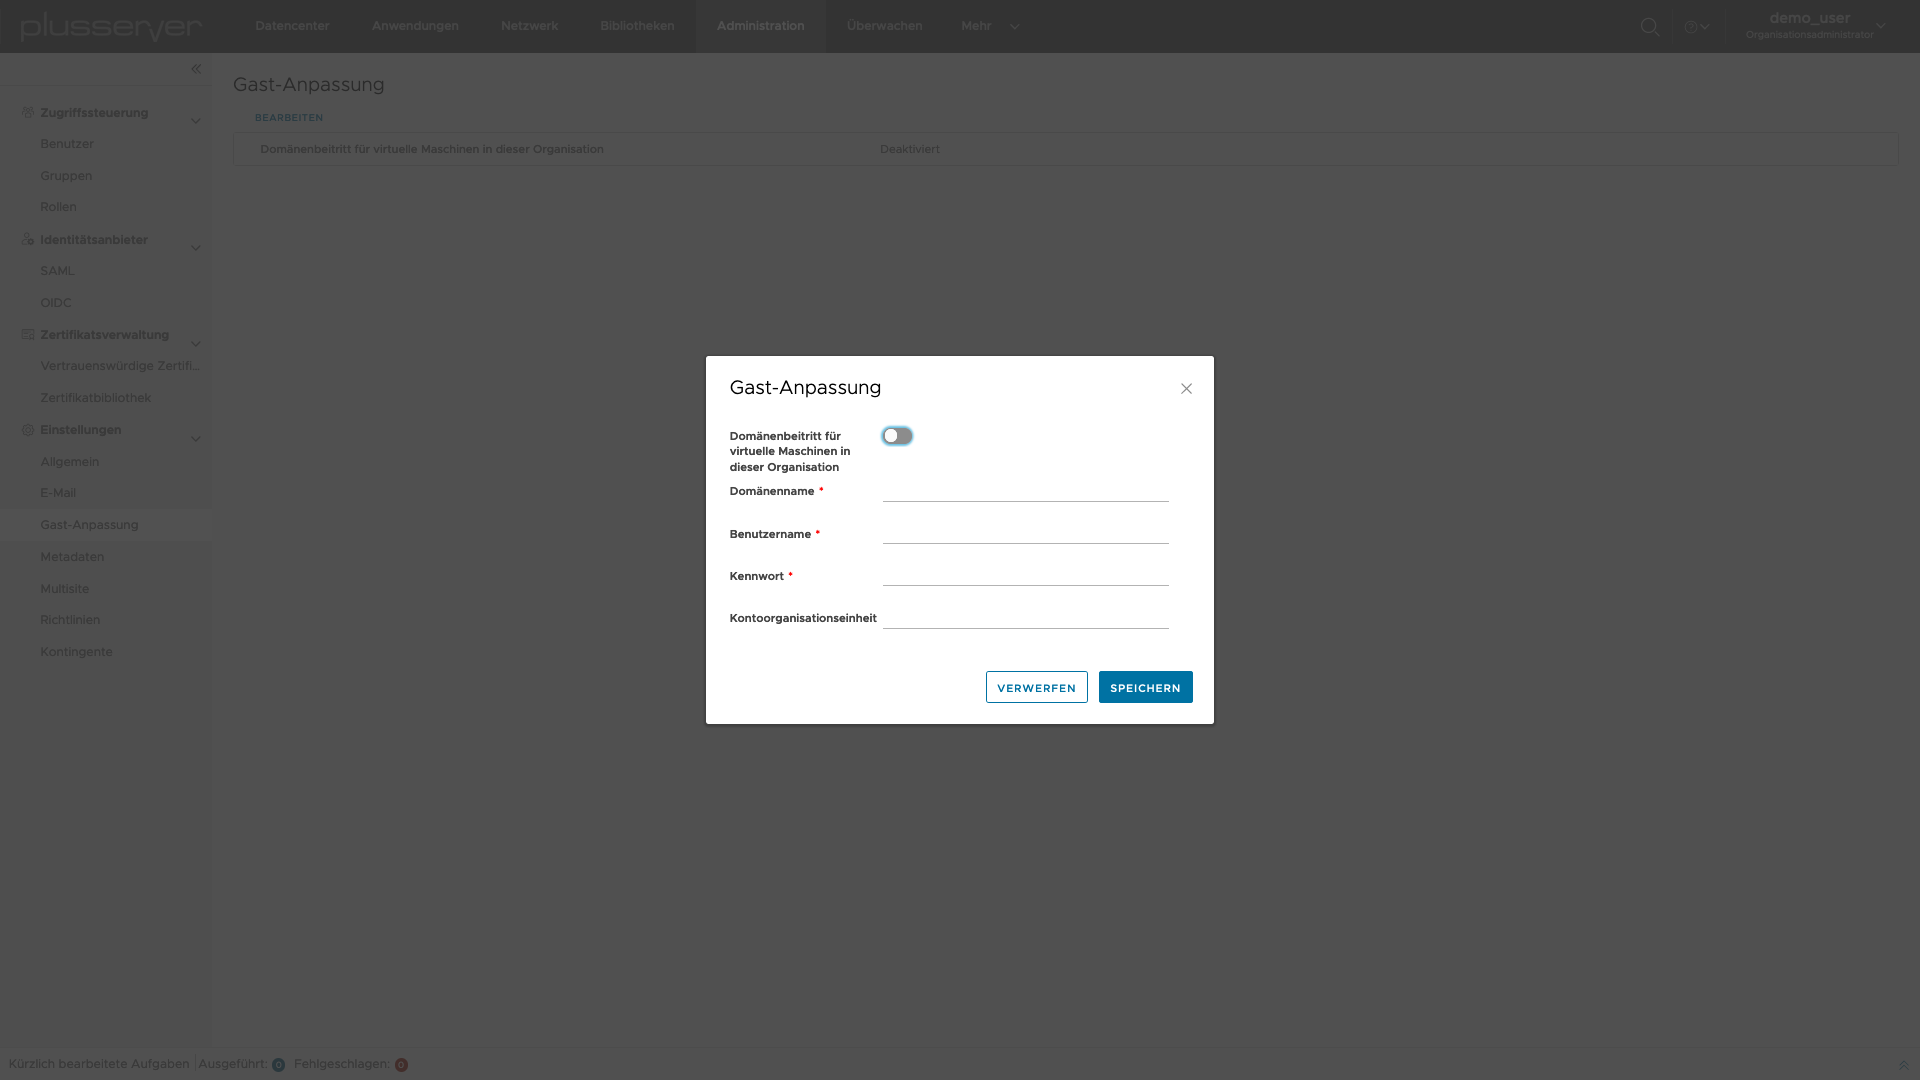 plusserver
Datencenter Anwendungen Netzwerk Bibliotheken Administration Überwachen Mehr
demo_user
Organisationsadministrator
Zugriffssteuerung
Benutzer
Gruppen
Rollen
Identitätsanbieter
SAML
OIDC
Zertifikatsverwaltung
Vertrauenswürdige Zertifi...
Zertifikatbibliothek
Einstellungen
Allgemein
E-Mail
Gast-Anpassung
Metadaten
Multisite
Richtlinien
Kontingente
Gast-Anpassung
BEARBEITEN
Domänenbeitritt für virtuelle Maschinen in dieser Organisation Deaktiviert
Gast-Anpassung
Domänenbeitritt für
virtuelle Maschinen in
dieser Organisation
Domänenname *
Benutzername *
Kennwort *
Kontoorganisationseinheit
VERWERFEN SPEICHERN
Kürzlich bearbeitete Aufgaben Ausgeführt: 0 Fehlgeschlagen: 0